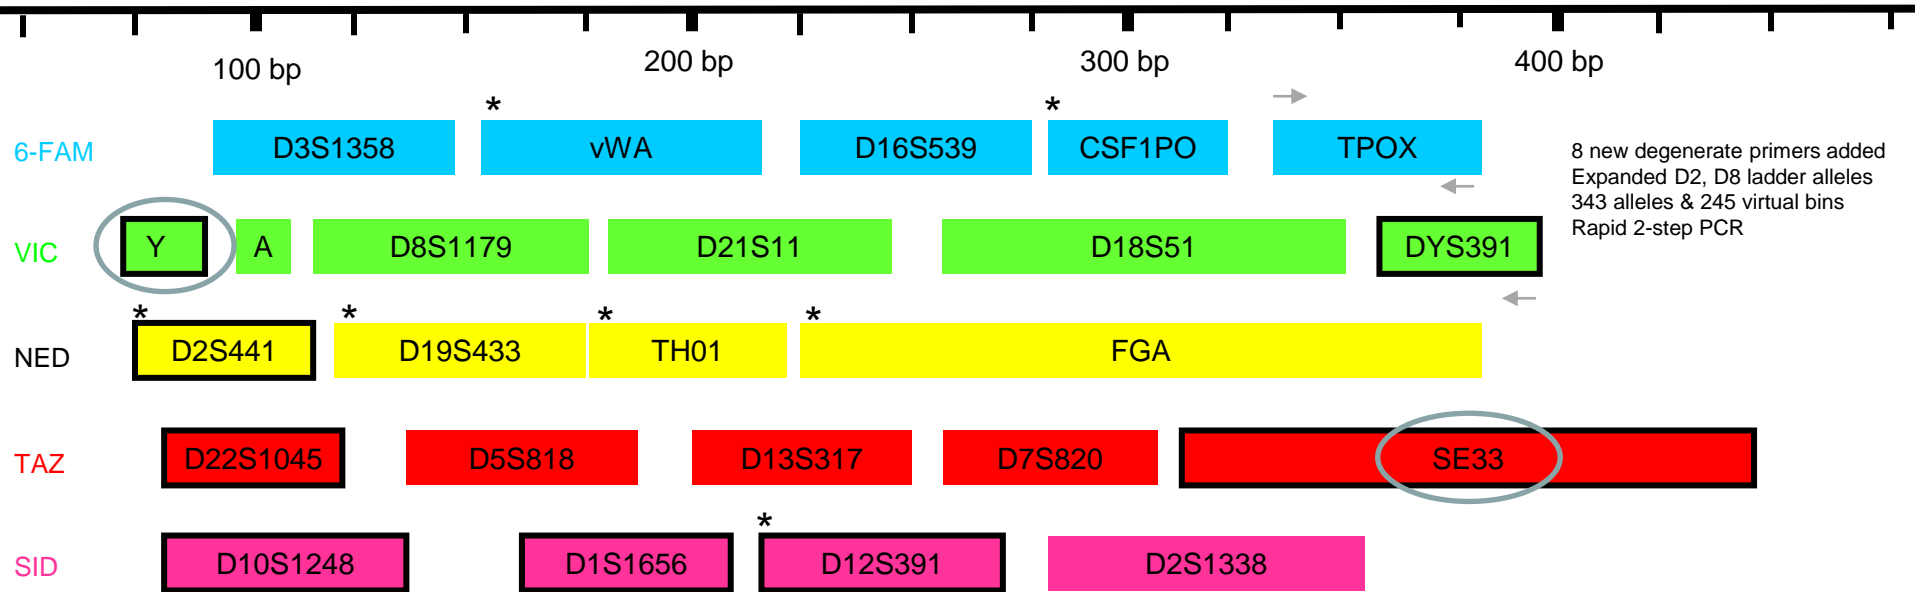 100 bp 200 bp 300 bp 400 bp
* *
6-FAM D3S1358 vWA D16S539 CSF1PO TPOX
8 new degenerate primers added
Expanded D2, D8 ladder alleles
343 alleles & 245 virtual bins
Rapid 2-step PCR
VIC Y A D8S1179 D21S11 D18S51 DYS391
* * * *
NED D2S441 D19S433 TH01 FGA
TAZ D22S1045 D5S818 D13S317 D7S820 SE33
*
SID D10S1248 D1S1656 D12S391 D2S1338